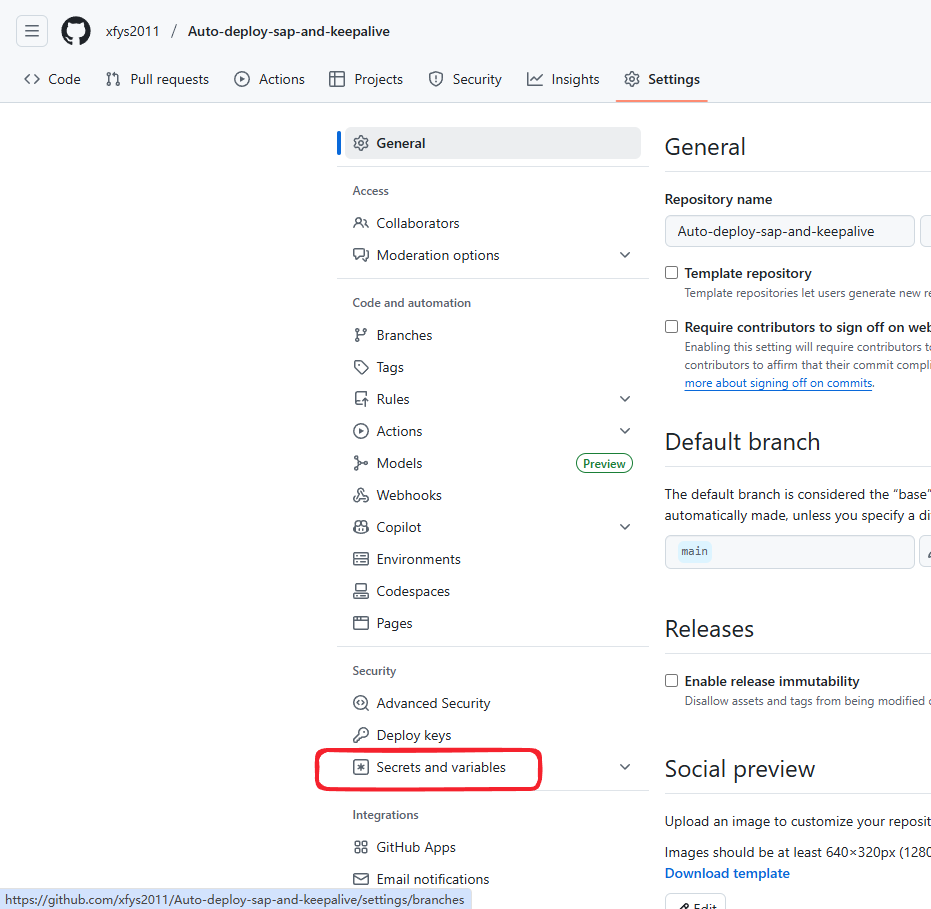 xfys2011 / Auto-deploy-sap-and-keepalive
Code Pull requests Actions Projects Security Insights Settings
General
Access
Collaborators
Moderation options
Code and automation
Branches
Tags
Rules
Actions
Models Preview
Webhooks
Copilot
Environments
Codespaces
Pages
Security
Advanced Security
Deploy keys
Secrets and variables
Integrations
GitHub Apps
Email notifications
General
Repository name
Auto-deploy-sap-and-keepalive
Template repository
Template repositories let users generate new
Require contributors to sign off on
Enabling this setting will require contributors
contributors to affirm that their commit
more about signing off on commits.
Default branch
The default branch is considered the “base”
automatically made, unless you specify a
main
Releases
Enable release immutability
Disallow assets and tags from being modified
Social preview
Upload an image to customize your
Images should be at least 640×320px (1280
Download template
Edit
https://github.com/xfys2011/Auto-deploy-sap-and-keepalive/settings/branches